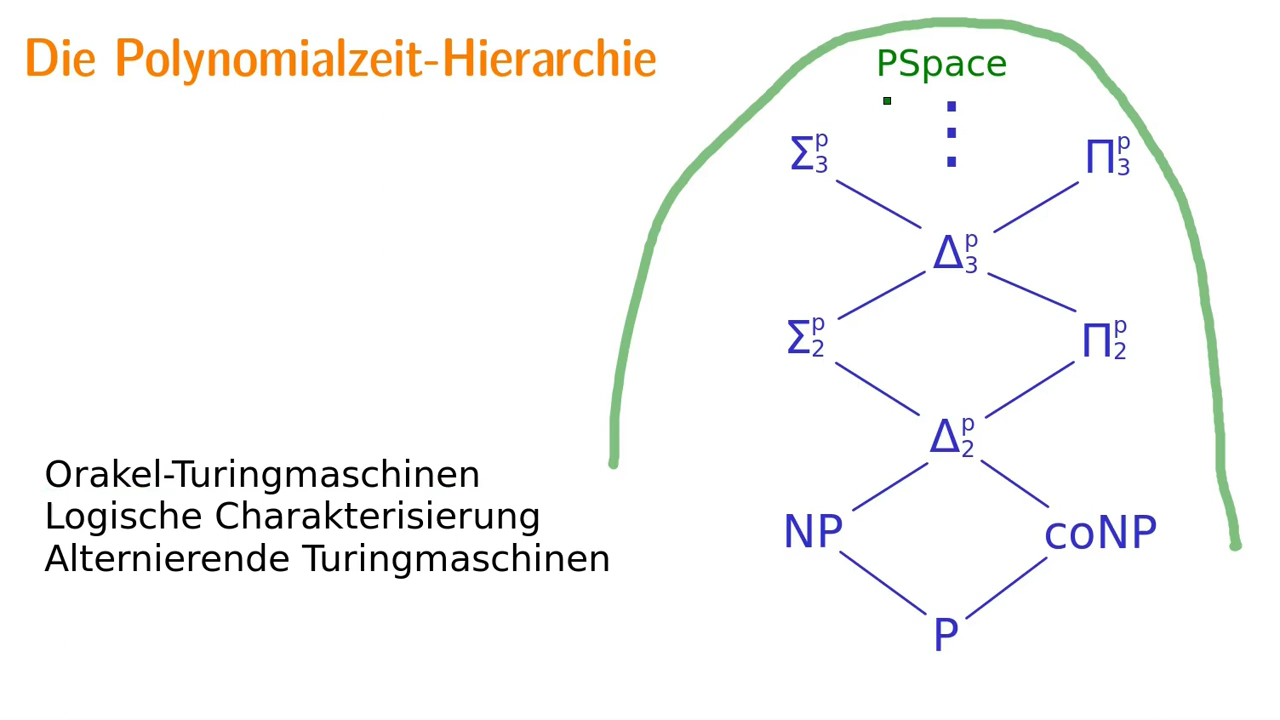 Die Polynomialzeit-Hierarchie
PSpace
Σ₃ᵖ Π₃ᵖ
Δ₃ᵖ
Σ₂ᵖ Π₂ᵖ
Δ₂ᵖ
NP coNP
P
Orakel-Turingmaschinen
Logische Charakterisierung
Alternierende Turingmaschinen